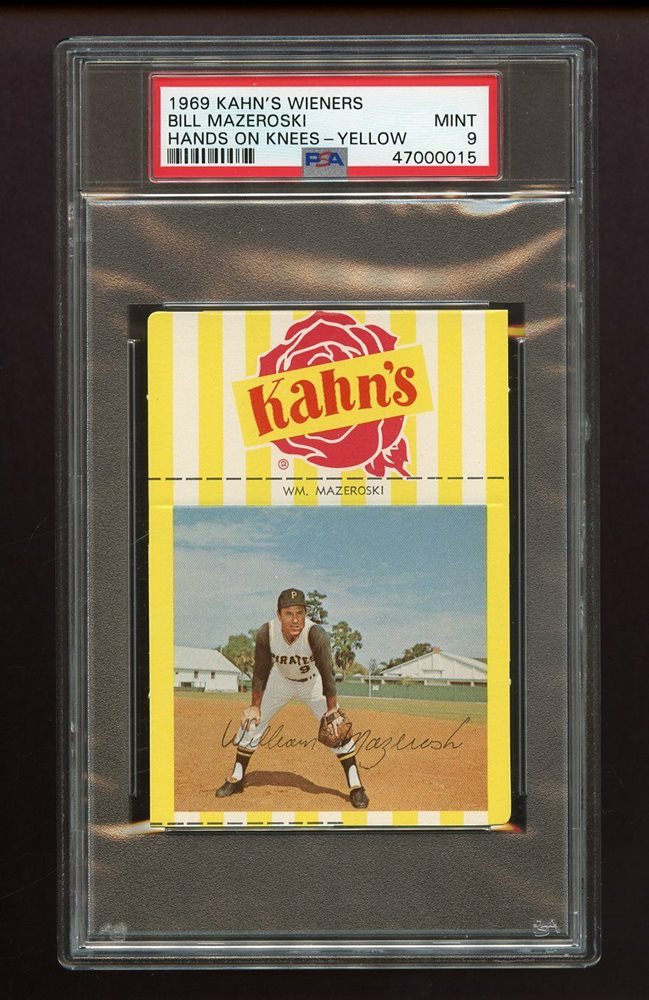 1969 KAHN'S WIENERS
BILL MAZEROSKI MINT
HANDS ON KNEES-YELLOW 9
PSA 47000015
Kahn's
®
WM. MAZEROSKI
P
PIRATES
9
William Mazeroski
PSA